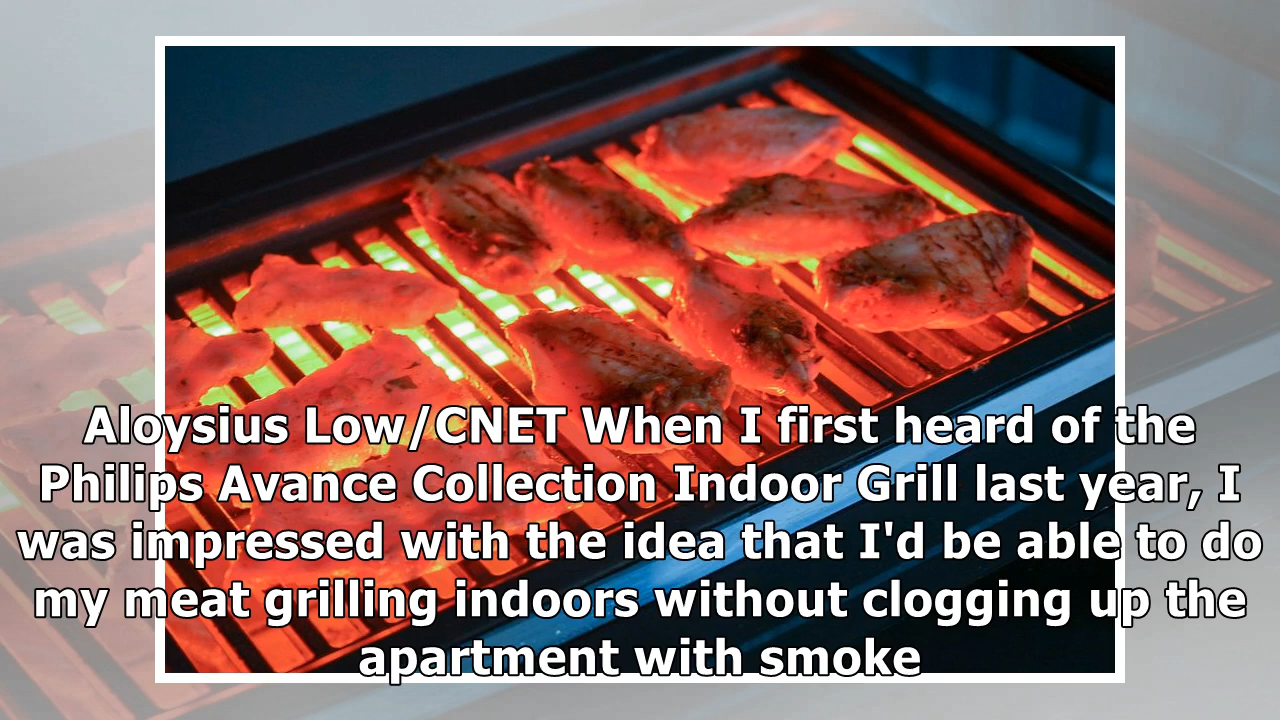 Aloysius Low/CNET When I first heard of the
Philips Avance Collection Indoor Grill last year, I
was impressed with the idea that I'd be able to do
my meat grilling indoors without clogging up the
apartment with smoke